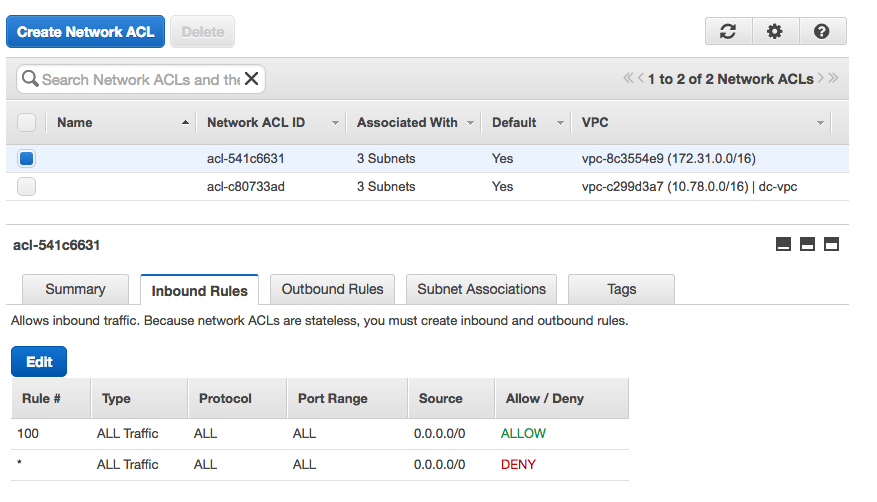 Create Network ACL Delete
Search Network ACLs and the 1 to 2 of 2 Network ACLs
Name Network ACL ID Associated With Default VPC
acl-541c6631 3 Subnets Yes vpc-8c3554e9 (172.31.0.0/16)
acl-c80733ad 3 Subnets Yes vpc-c299d3a7 (10.78.0.0/16) | dc-vpc
acl-541c6631
Summary Inbound Rules Outbound Rules Subnet Associations Tags
Allows inbound traffic. Because network ACLs are stateless, you must create inbound and outbound rules.
Edit
Rule # Type Protocol Port Range Source Allow / Deny
100 ALL Traffic ALL ALL 0.0.0.0/0 ALLOW
* ALL Traffic ALL ALL 0.0.0.0/0 DENY